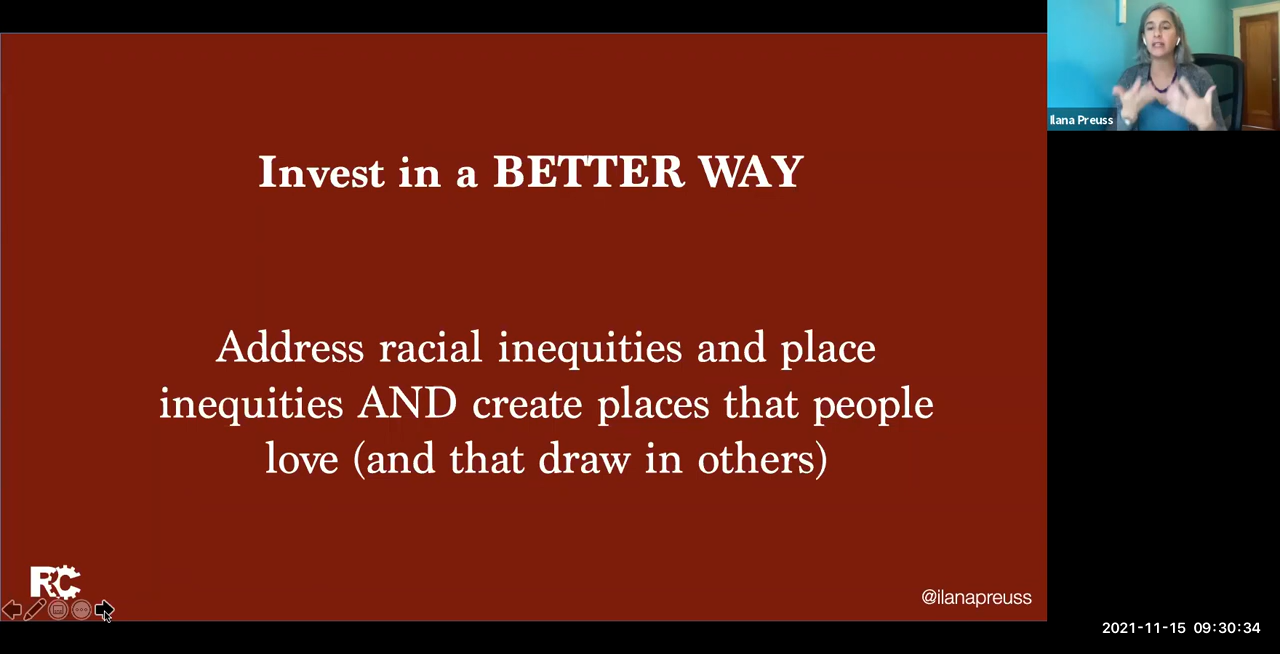 Invest in a BETTER WAY
Address racial inequities and place
inequities AND create places that people
love (and that draw in others)
RC
@ilanapreuss
Ilana Preuss
2021-11-15 09:30:34